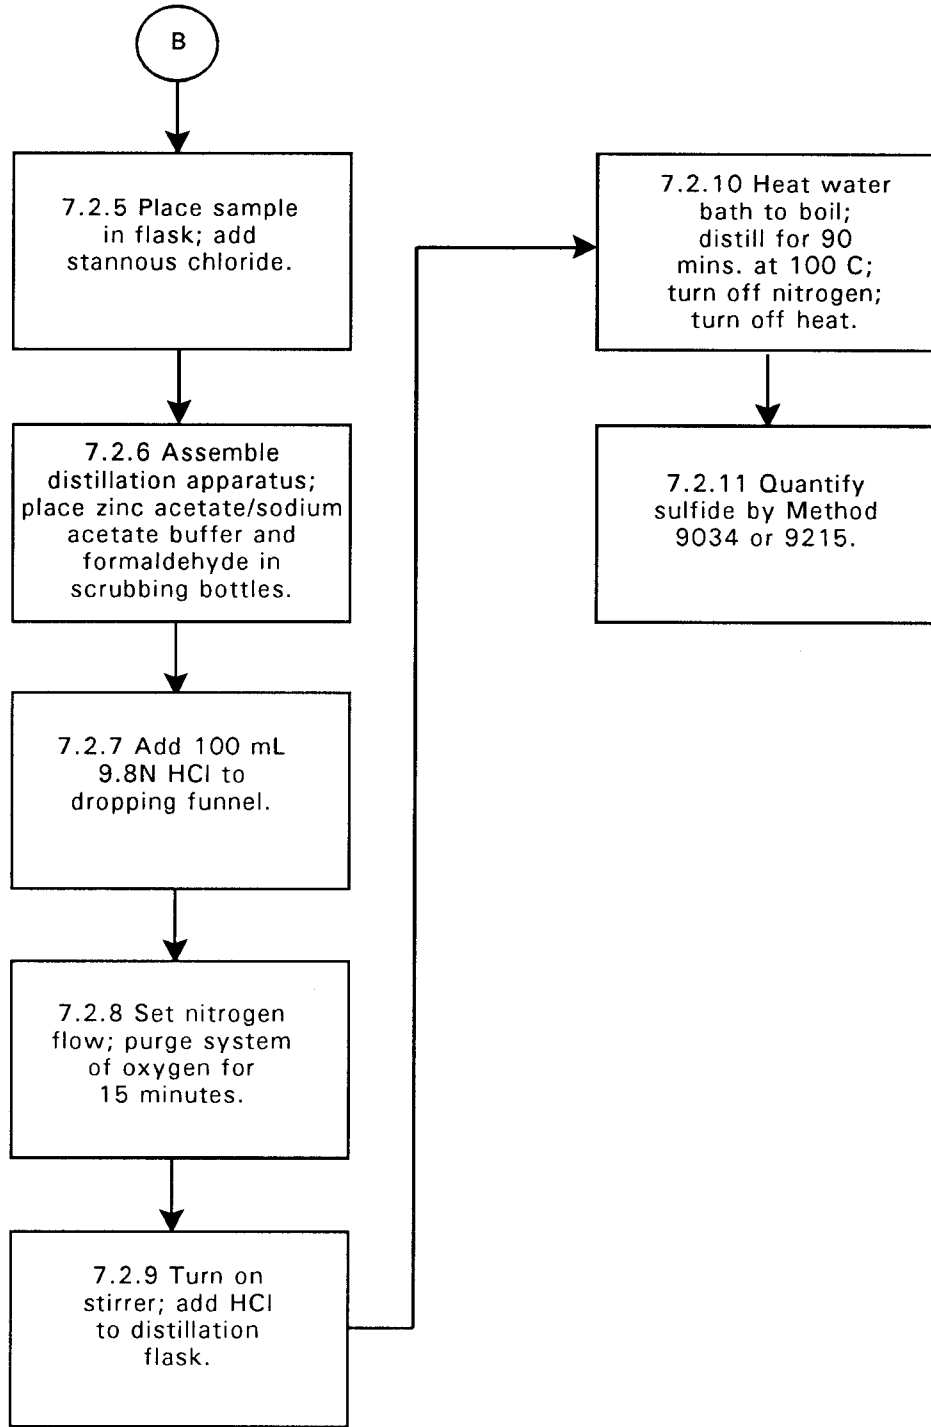 B
7.2.5 Place sample
in flask; add
stannous chloride.
7.2.6 Assemble
distillation apparatus;
place zinc acetate/sodium
acetate buffer and
formaldehyde in
scrubbing bottles.
7.2.7 Add 100 mL
9.8N HCl to
dropping funnel.
7.2.8 Set nitrogen
flow; purge system
of oxygen for
15 minutes.
7.2.9 Turn on
stirrer; add HCl
to distillation
flask.
7.2.10 Heat water
bath to boil;
distill for 90
mins. at 100 C;
turn off nitrogen;
turn off heat.
7.2.11 Quantify
sulfide by Method
9034 or 9215.